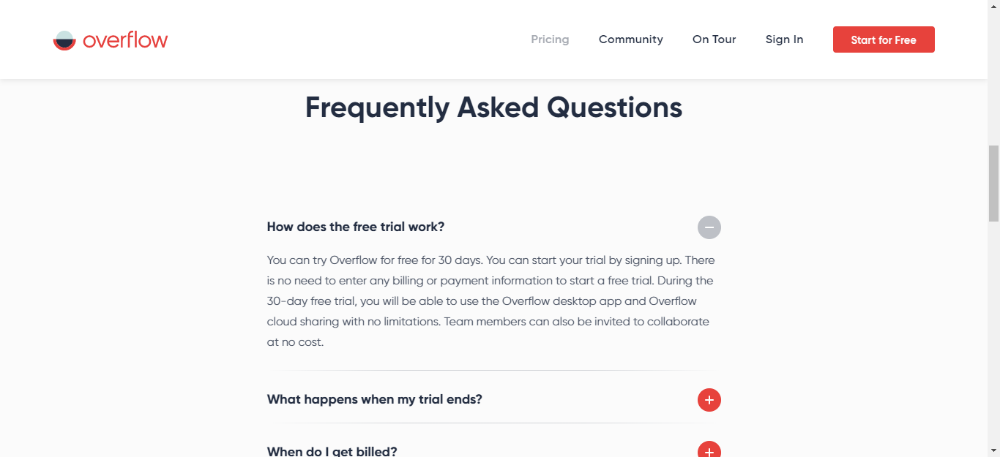 overflow
Pricing
Community
On Tour
Sign In
Start for Free
Frequently Asked Questions
How does the free trial work?
You can try Overflow for free for 30 days. You can start your trial by signing up. There
is no need to enter any billing or payment information to start a free trial. During the
30-day free trial, you will be able to use the Overflow desktop app and Overflow
cloud sharing with no limitations. Team members can also be invited to collaborate
at no cost.
What happens when my trial ends?
When do I get billed?